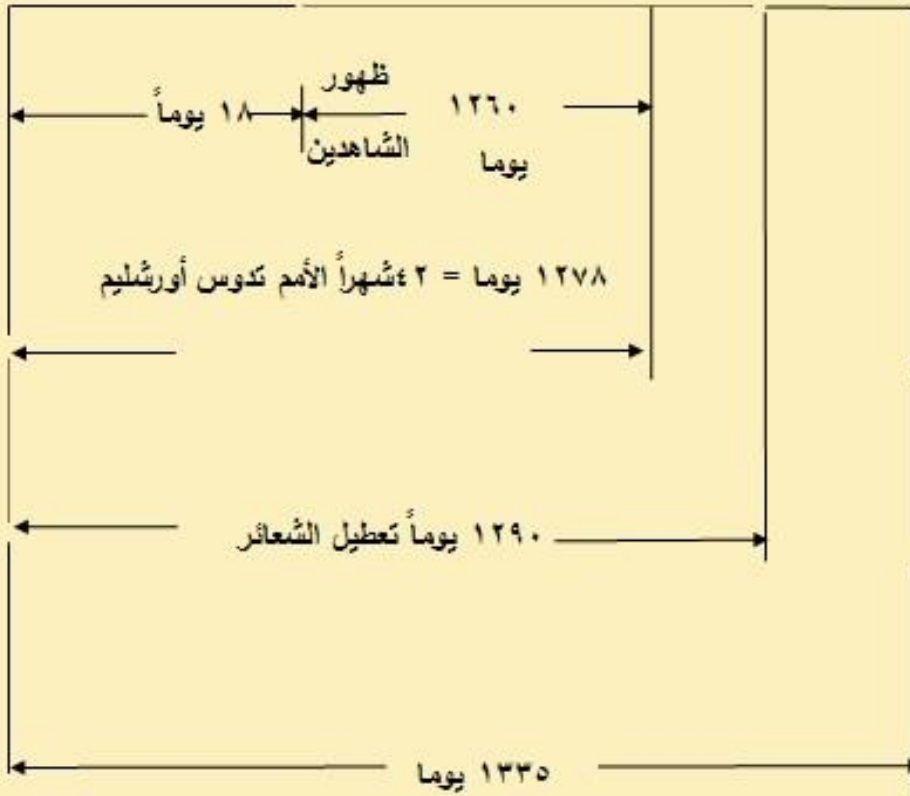 ظهور
١٢٦٠
١٨ يوماً
الشاهدين
يوما
١٢٧٨ يوما = ٤٢شهراً الأمم تدوس أورشليم
١٢٩٠ يوماً تعطيل الشعائر
١٣٣٥ يوما